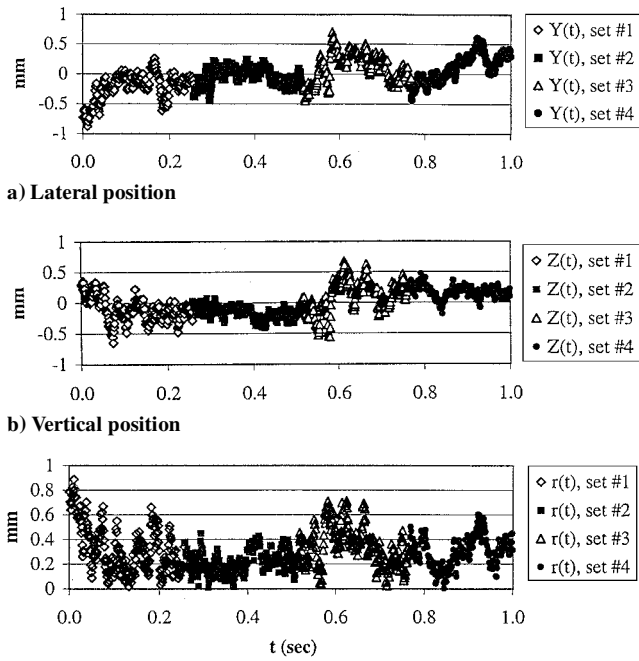 1
0.5
0
-0.5
-1
mm
0.0 0.2 0.4 0.6 0.8 1.0
◇ Y(t), set #1
■ Y(t), set #2
△ Y(t), set #3
● Y(t), set #4
a) Lateral position
1
0.5
0
-0.5
-1
mm
0.0 0.2 0.4 0.6 0.8 1.0
◇ Z(t), set #1
■ Z(t), set #2
△ Z(t), set #3
● Z(t), set #4
b) Vertical position
1
0.8
0.6
0.4
0.2
0
mm
0.0 0.2 0.4 0.6 0.8 1.0
t (sec)
◇ r(t), set #1
■ r(t), set #2
△ r(t), set #3
● r(t), set #4